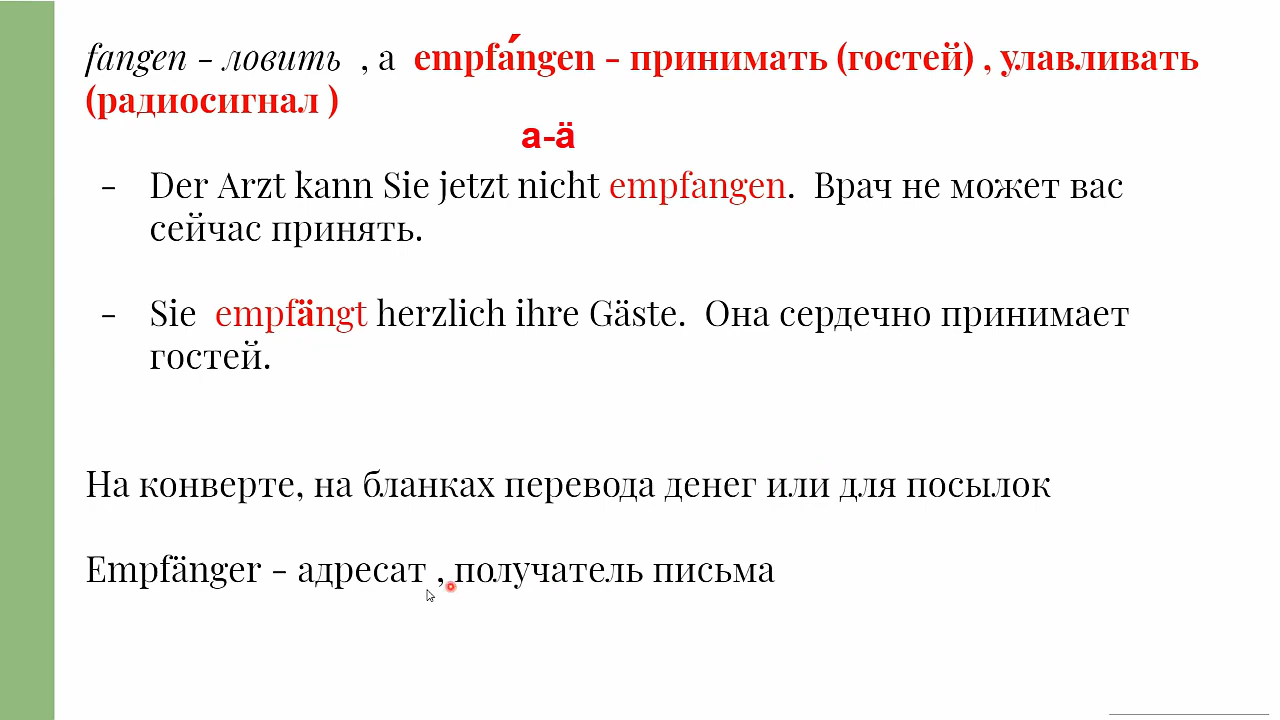 fangen - ловить , а empfángen - принимать (гостей) , улавливать
(радиосигнал )
a-ä
- Der Arzt kann Sie jetzt nicht empfangen. Врач не может вас
сейчас принять.
- Sie empfängt herzlich ihre Gäste. Она сердечно принимает
гостей.
На конверте, на бланках перевода денег или для посылок
Empfänger - адресат , получатель письма